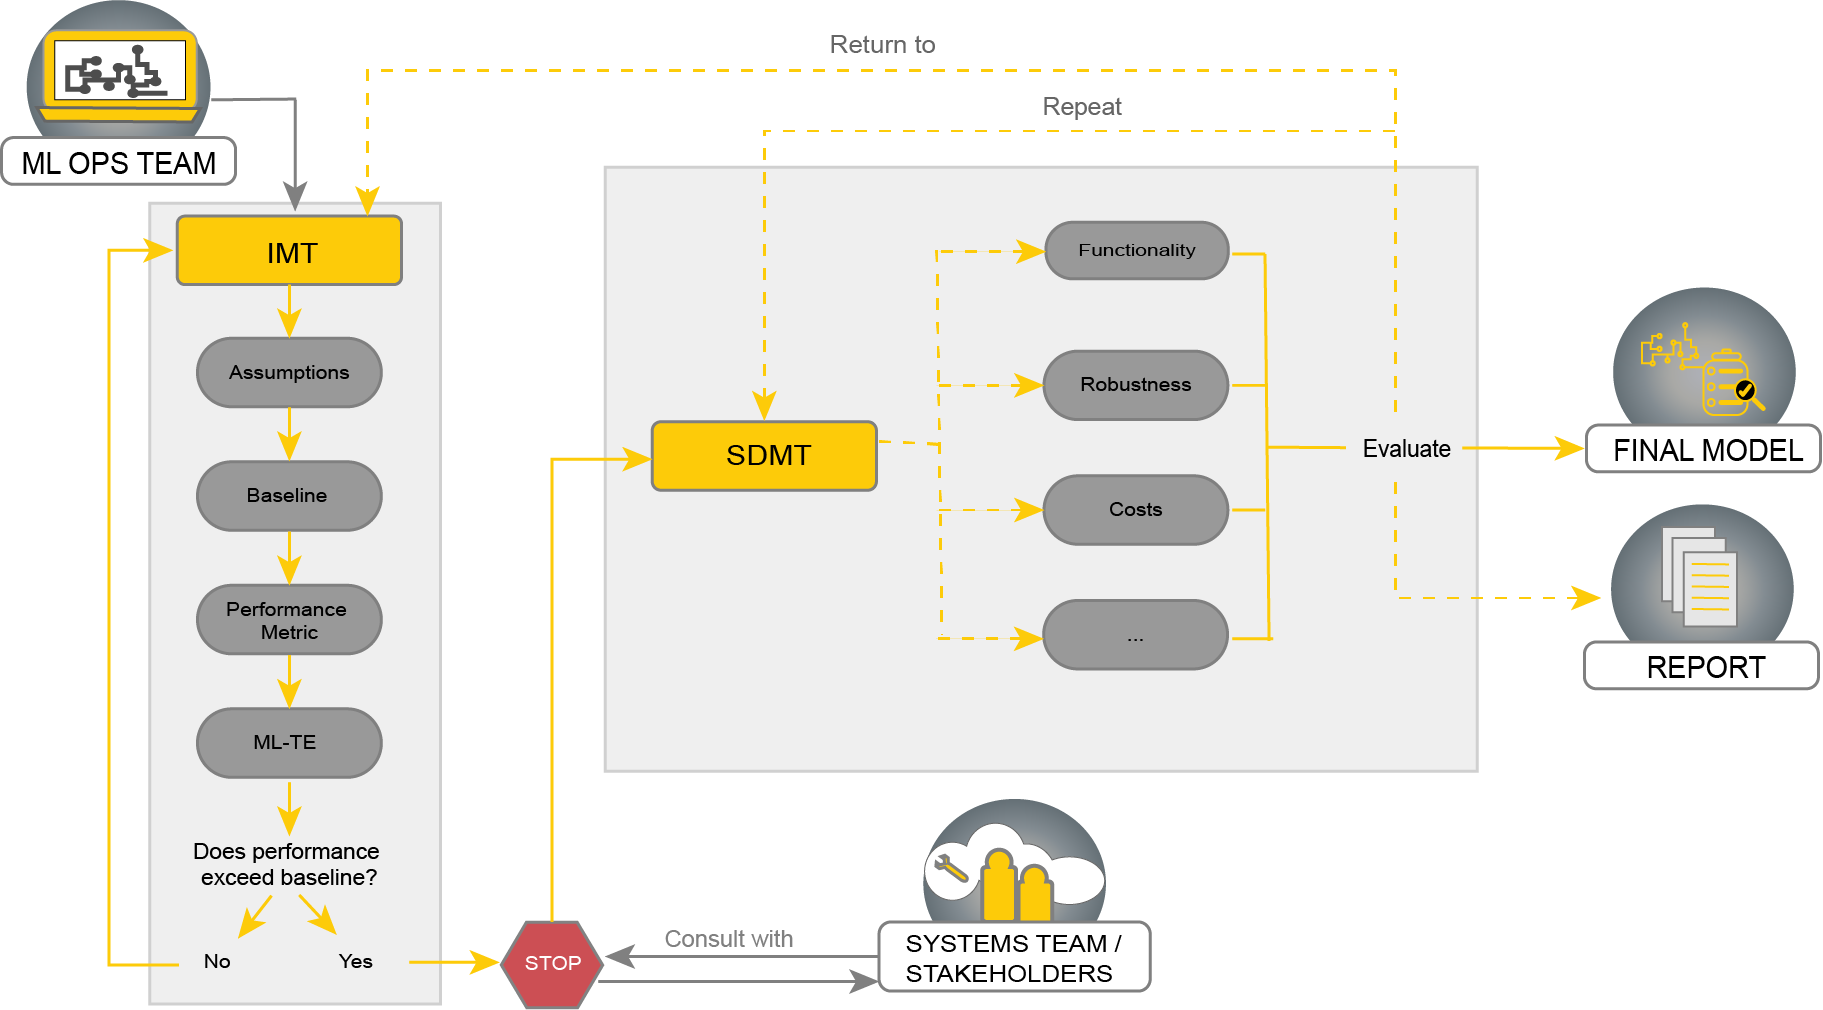 Return to
Repeat
ML OPS TEAM
IMT
Assumptions
Baseline
Performance
Metric
ML-TE
Does performance
exceed baseline?
No
Yes
STOP
Consult with
SYSTEMS TEAM /
STAKEHOLDERS
SDMT
Functionality
Robustness
Costs
...
Evaluate
FINAL MODEL
REPORT